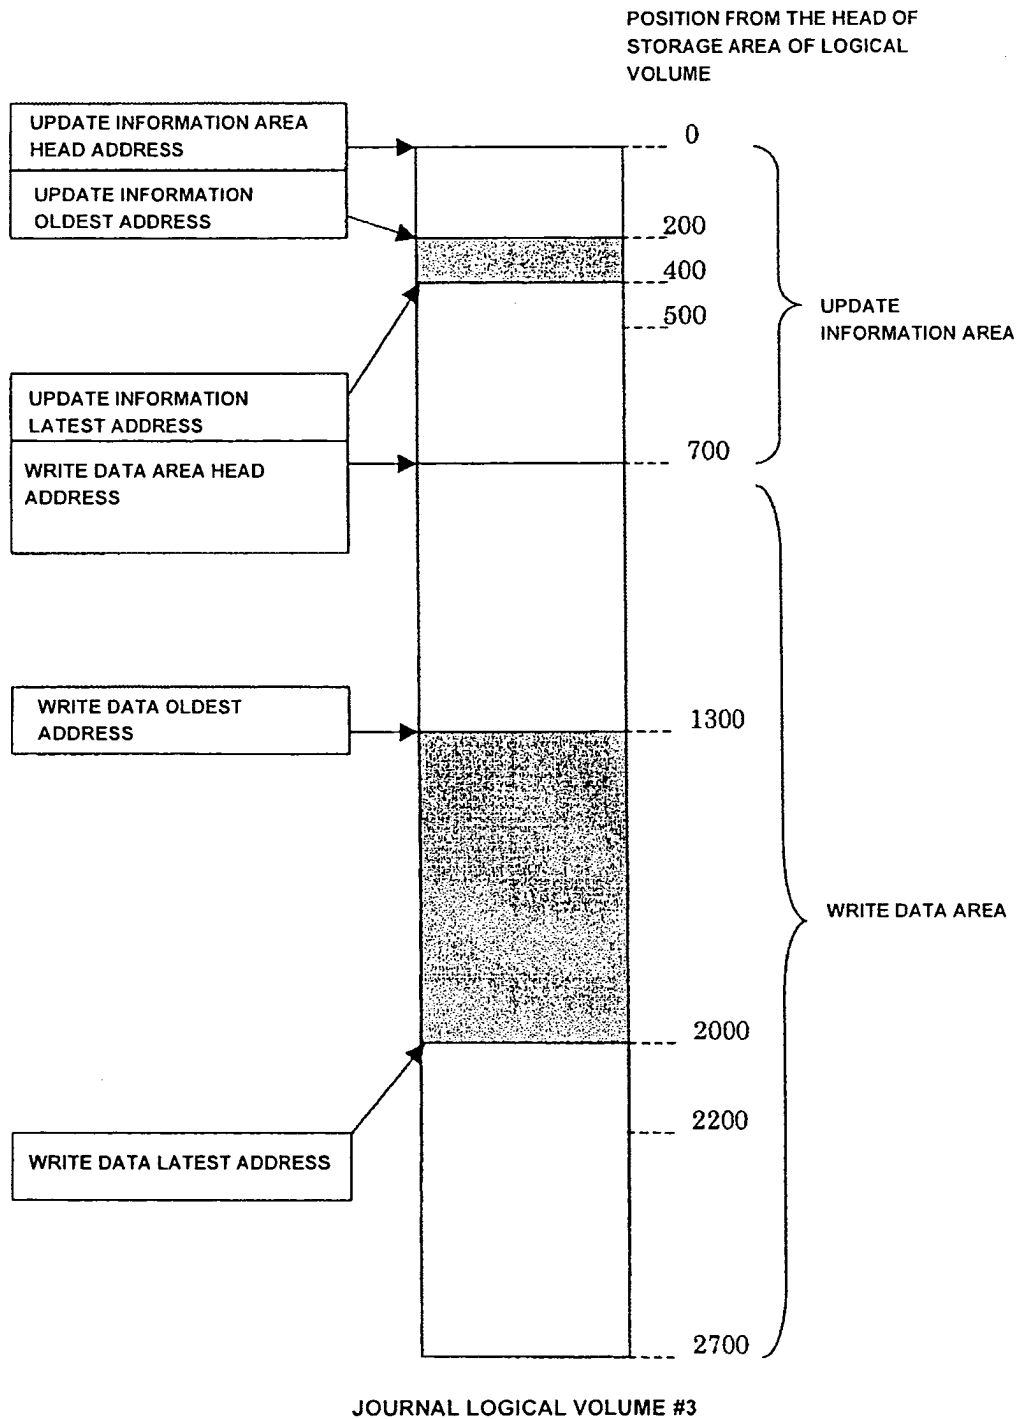 POSITION FROM THE HEAD OF
STORAGE AREA OF LOGICAL
VOLUME
UPDATE INFORMATION AREA
HEAD ADDRESS
0
UPDATE INFORMATION
OLDEST ADDRESS
200
400
500
UPDATE
INFORMATION AREA
UPDATE INFORMATION
LATEST ADDRESS
700
WRITE DATA AREA HEAD
ADDRESS
WRITE DATA OLDEST
ADDRESS
1300
WRITE DATA AREA
2000
2200
WRITE DATA LATEST ADDRESS
2700
JOURNAL LOGICAL VOLUME #3